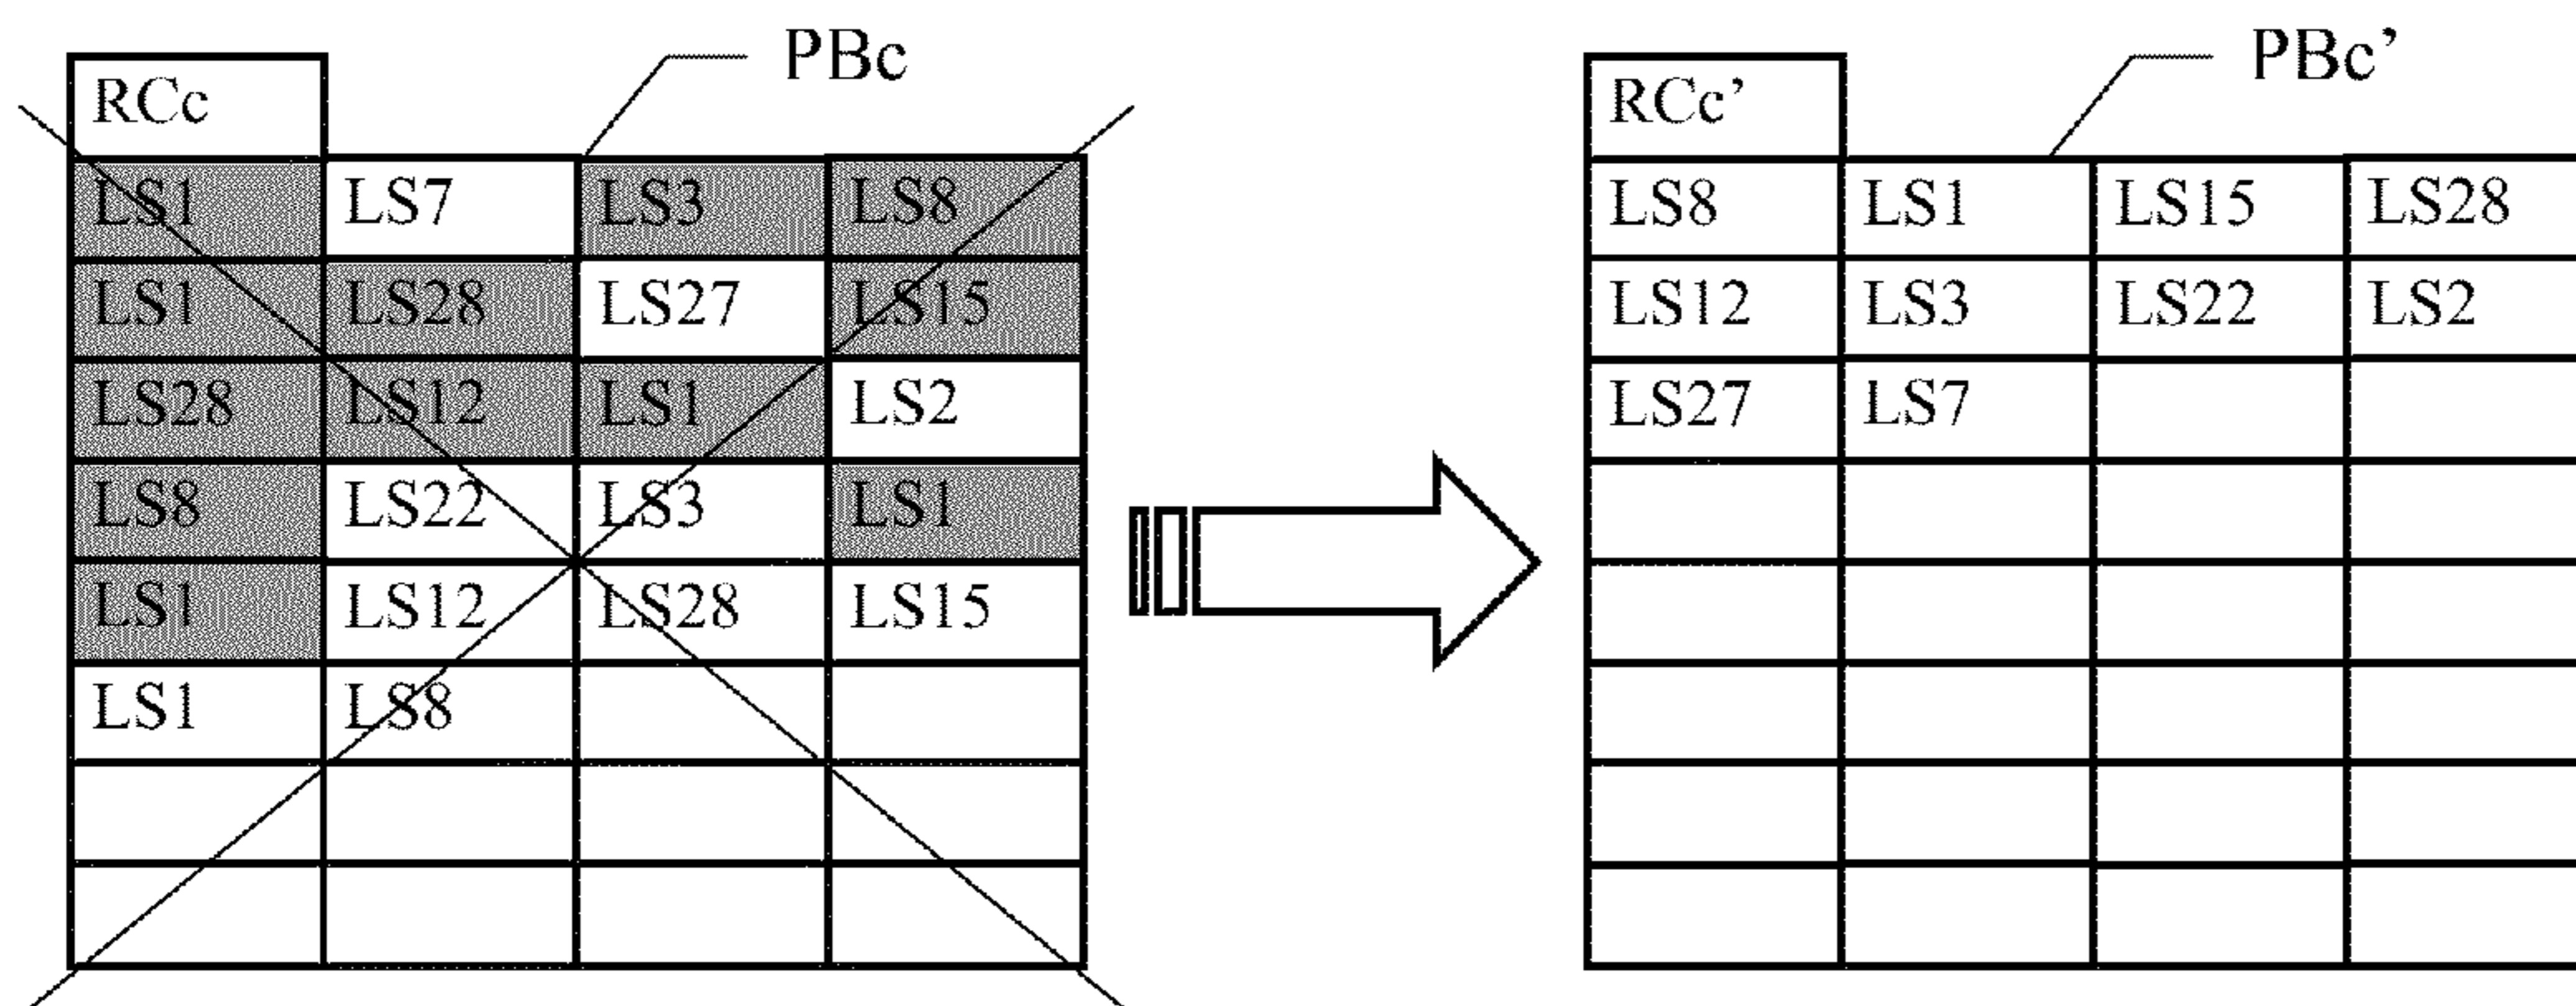 PBc
RCc
LS1 LS7 LS3 LS8
LS1 LS28 LS27 LS15
LS28 LS12 LS1 LS2
LS8 LS22 LS3 LS1
LS1 LS12 LS28 LS15
LS1 LS8
PBc’
RCc’
LS8 LS1 LS15 LS28
LS12 LS3 LS22 LS2
LS27 LS7